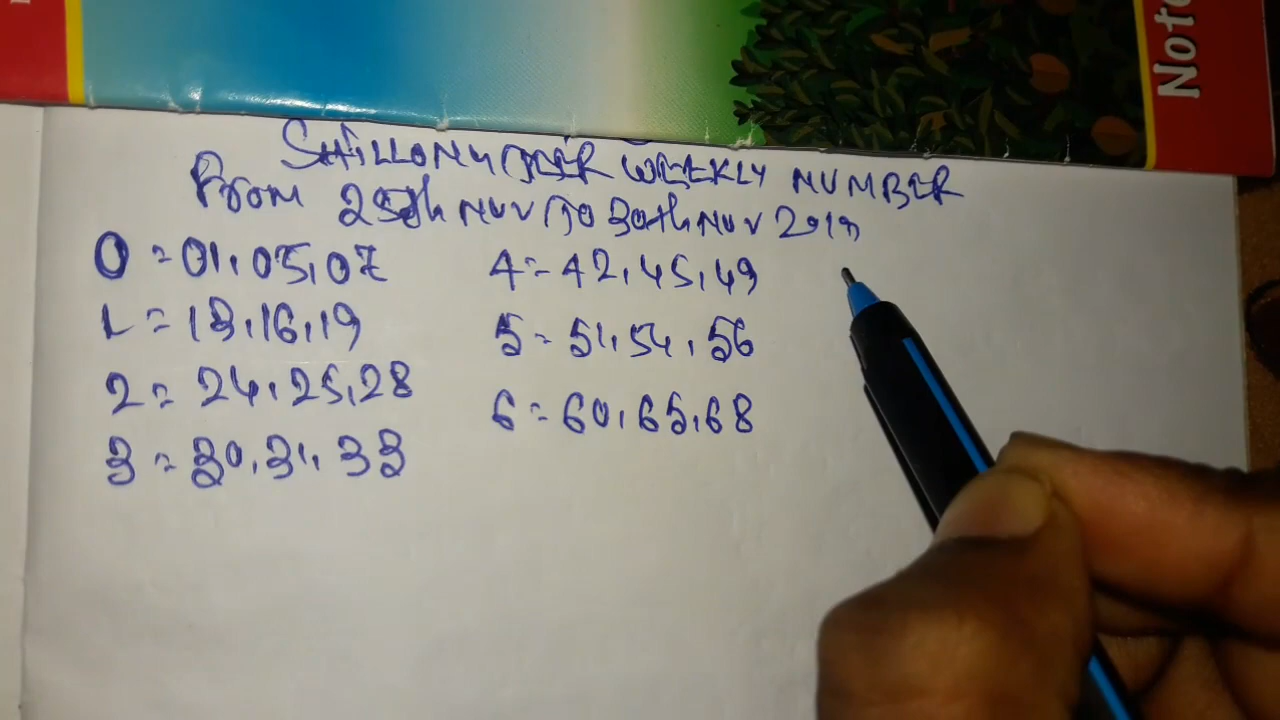 Note
SHILLONG TEER WEEKLY NUMBER
From 25th NOV TO 30th NOV 2019
0 = 01, 05, 07
1 = 13, 16, 19
2 = 24, 25, 28
3 = 30, 31, 33
4 = 42, 45, 49
5 = 51, 54, 56
6 = 60, 65, 68